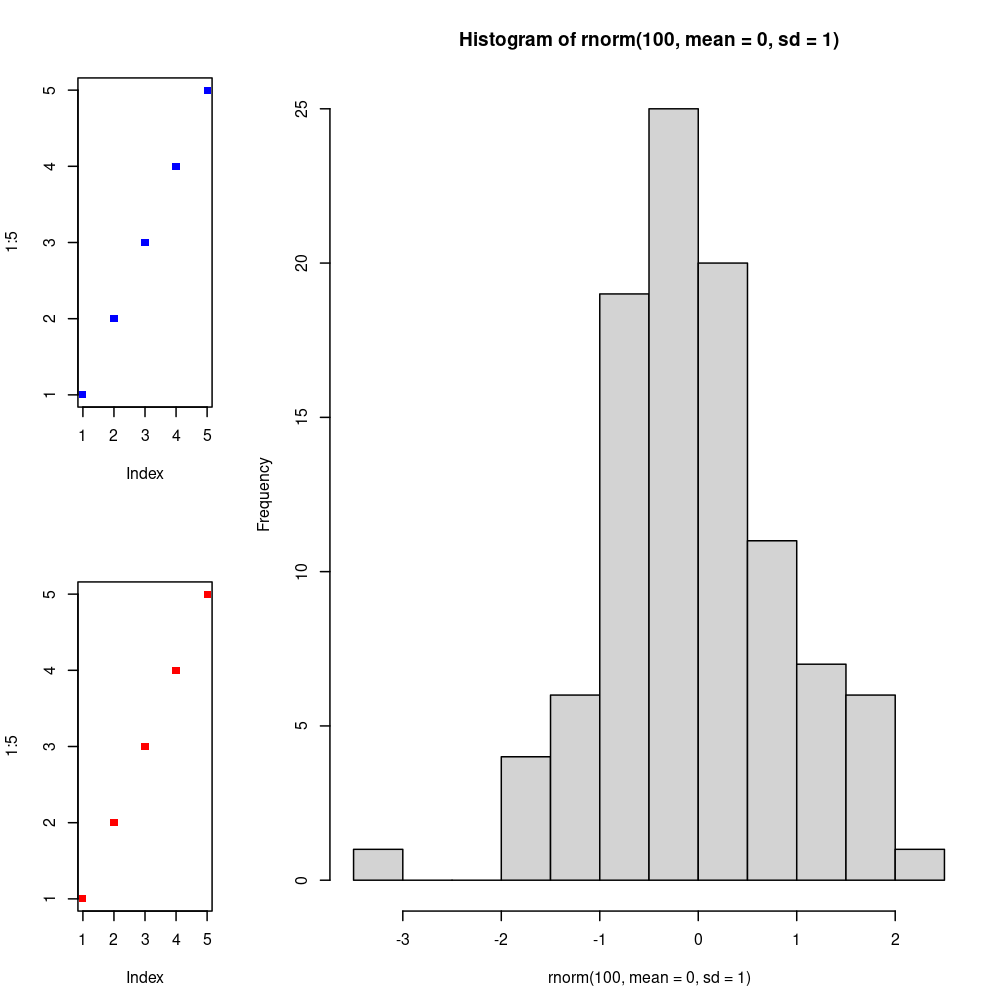 1:5
5
4
3
2
1
1 2 3 4 5
Index
1:5
5
4
3
2
1
1 2 3 4 5
Index
Histogram of rnorm(100, mean = 0, sd = 1)
Frequency
25
20
15
10
5
0
-3 -2 -1 0 1 2
rnorm(100, mean = 0, sd = 1)